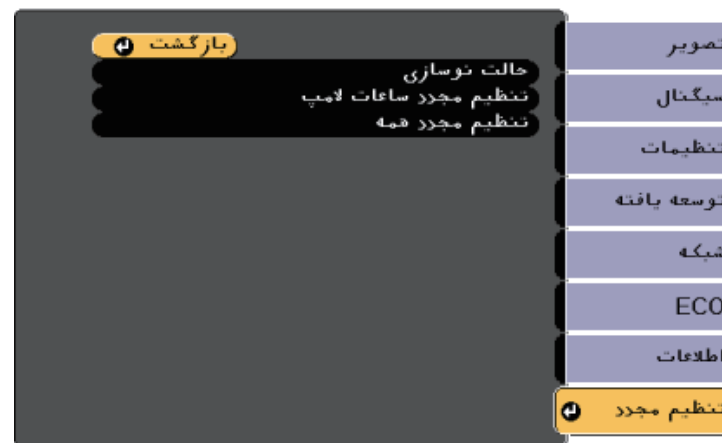 تصویر
سیگنال
تنظیمات
توسعه یافته
شبکه
ECO
اطلاعات
تنظیم مجدد
بازگشت
حالت نوسازی
تنظیم مجدد ساعات لامپ
تنظیم مجدد همه